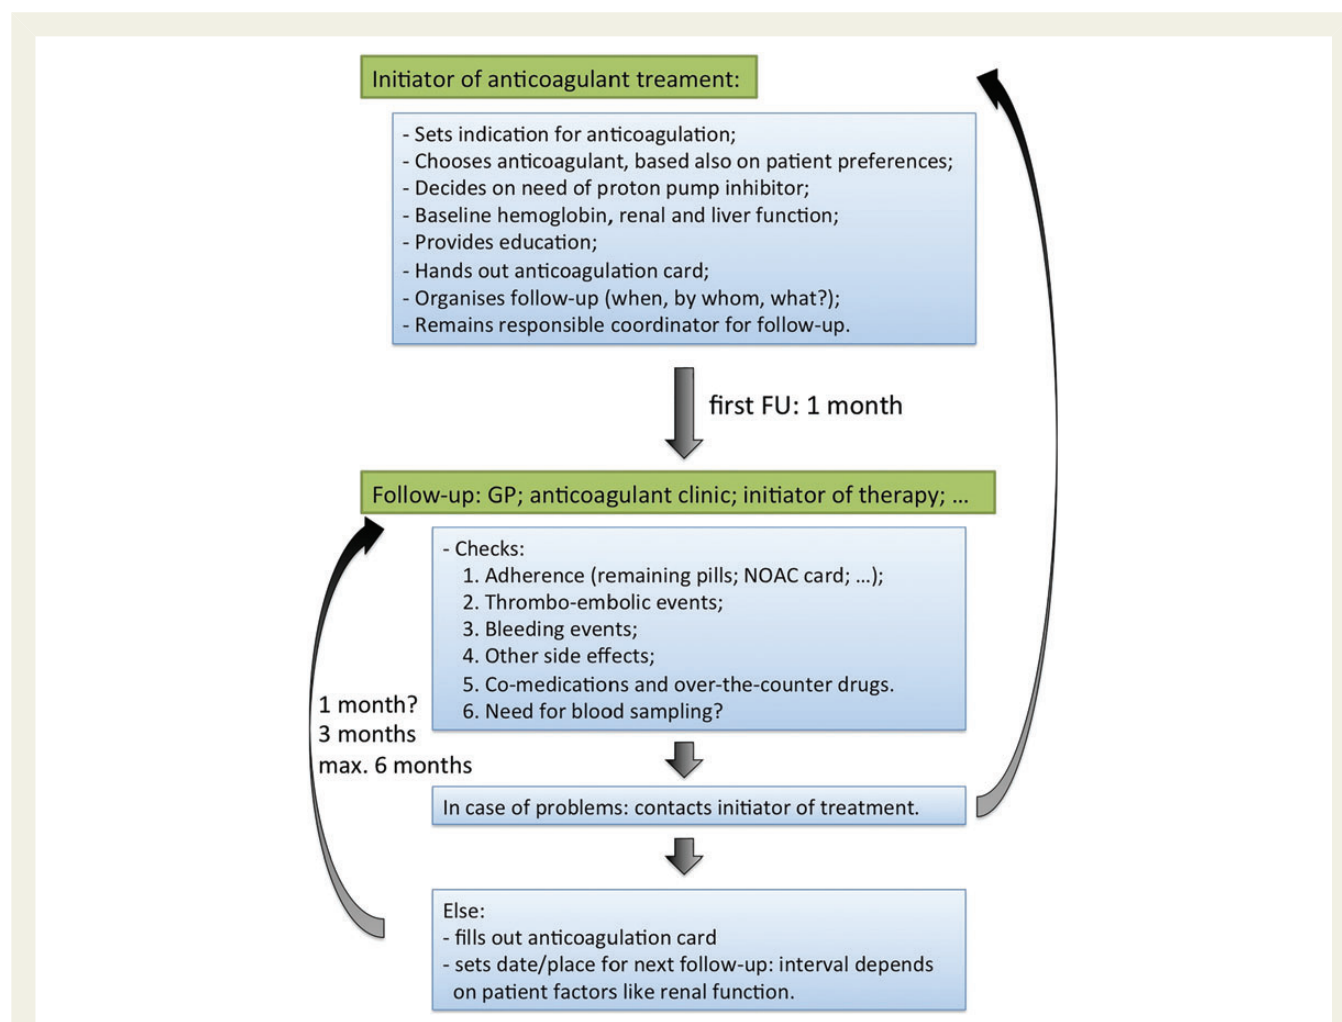 Initiator of anticoagulant treament:
- Sets indication for anticoagulation;
- Chooses anticoagulant, based also on patient preferences;
- Decides on need of proton pump inhibitor;
- Baseline hemoglobin, renal and liver function;
- Provides education;
- Hands out anticoagulation card;
- Organises follow-up (when, by whom, what?);
- Remains responsible coordinator for follow-up.
first FU: 1 month
Follow-up: GP; anticoagulant clinic; initiator of therapy; ...
- Checks:
1. Adherence (remaining pills; NOAC card; ...);
2. Thrombo-embolic events;
3. Bleeding events;
4. Other side effects;
5. Co-medications and over-the-counter drugs.
6. Need for blood sampling?
1 month?
3 months
max. 6 months
In case of problems: contacts initiator of treatment.
Else:
- fills out anticoagulation card
- sets date/place for next follow-up: interval depends
on patient factors like renal function.